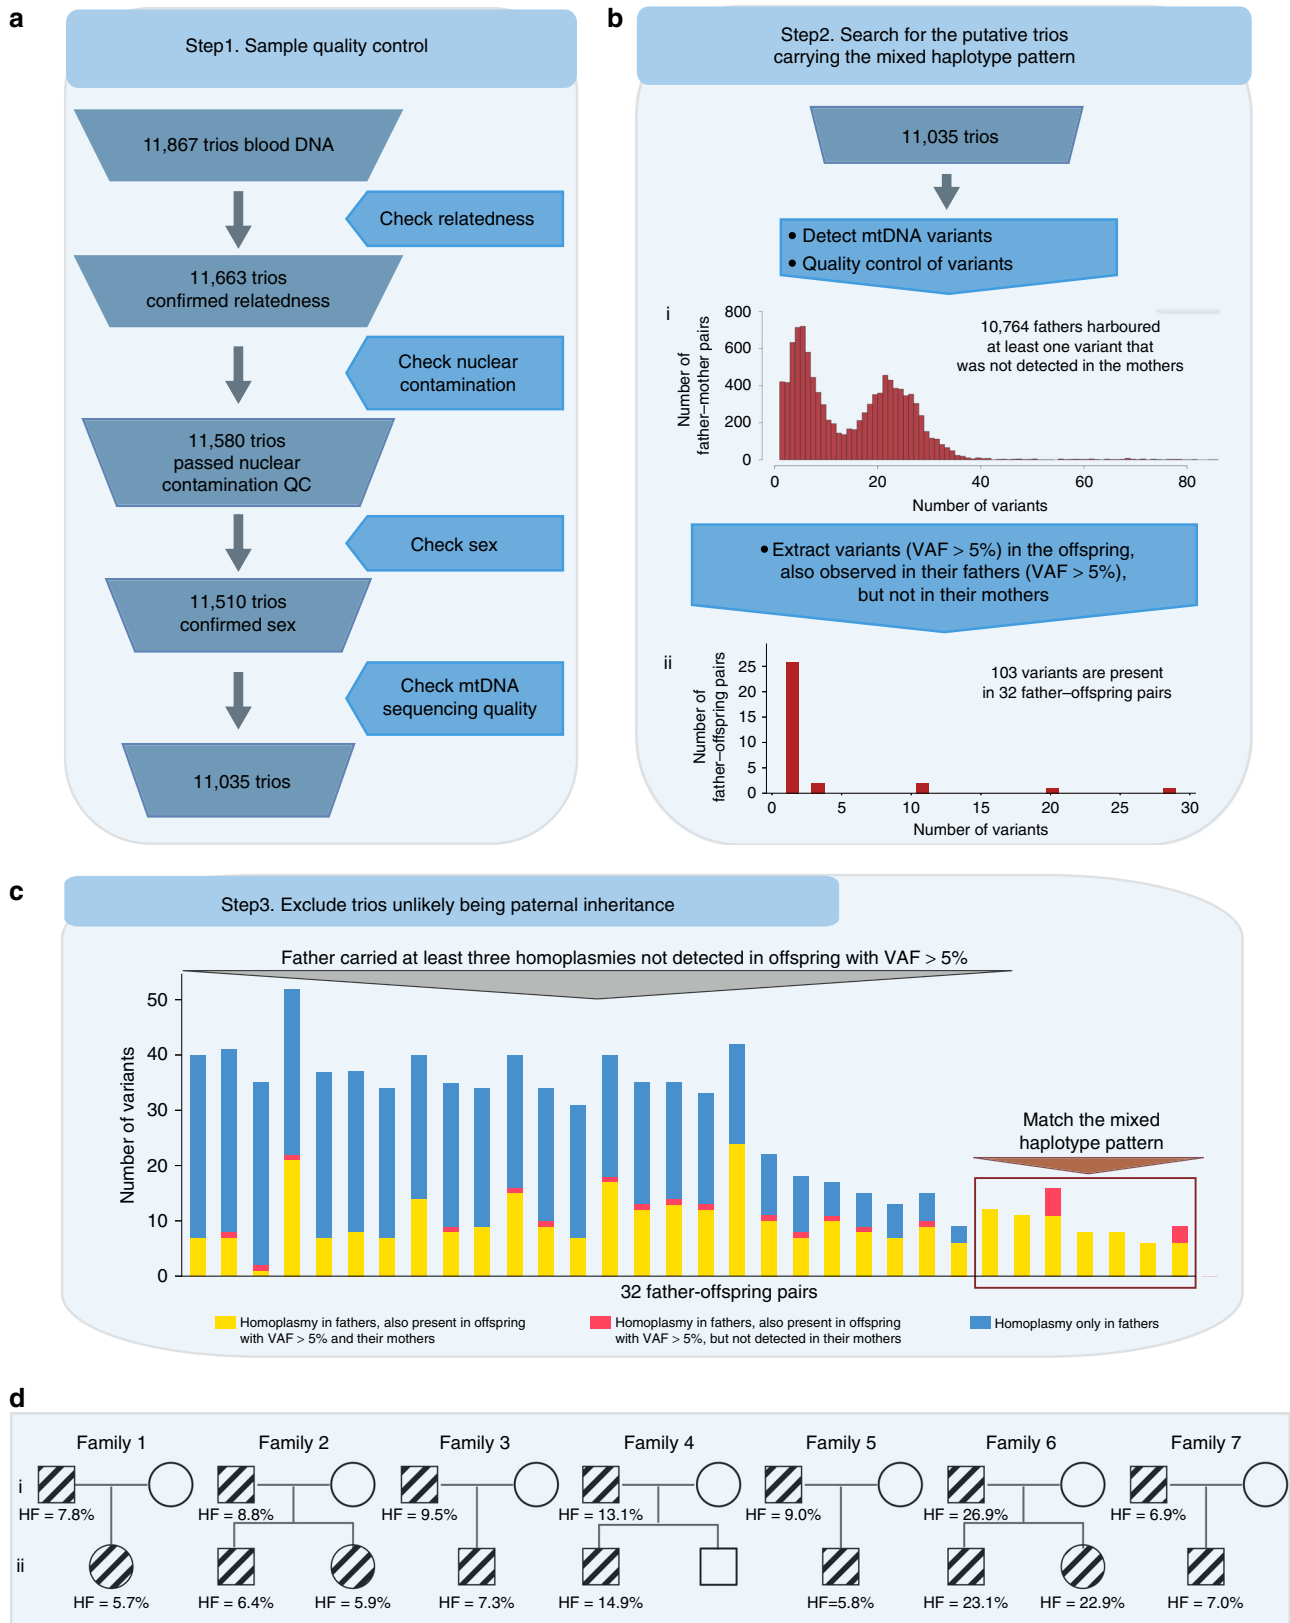 a
Step1. Sample quality control
11,867 trios blood DNA
Check relatedness
11,663 trios
confirmed relatedness
Check nuclear
contamination
11,580 trios
passed nuclear
contamination QC
Check sex
11,510 trios
confirmed sex
Check mtDNA
sequencing quality
11,035 trios
b
Step2. Search for the putative trios
carrying the mixed haplotype pattern
11,035 trios
• Detect mtDNA variants
• Quality control of variants
i
Number of
father–mother pairs
800
600
400
200
0
10,764 fathers harboured
at least one variant that
was not detected in the mothers
0 20 40 60 80
Number of variants
• Extract variants (VAF > 5%) in the offspring,
also observed in their fathers (VAF > 5%),
but not in their mothers
ii
Number of
father–offspring pairs
25
20
15
10
5
0
103 variants are present
in 32 father–offspring pairs
0 5 10 15 20 25 30
Number of variants
c
Step3. Exclude trios unlikely being paternal inheritance
Father carried at least three homoplasmies not detected in offspring with VAF > 5%
Number of variants
50
40
30
20
10
0
Match the mixed
haplotype pattern
32 father-offspring pairs
Homoplasmy in fathers, also present in offspring
with VAF > 5% and their mothers
Homoplasmy in fathers, also present in offspring
with VAF > 5%, but not detected in their mothers
Homoplasmy only in fathers
d
Family 1 Family 2 Family 3 Family 4 Family 5 Family 6 Family 7
i
HF = 7.8% HF = 8.8% HF = 9.5% HF = 13.1% HF = 9.0% HF = 26.9% HF = 6.9%
ii
HF = 5.7% HF = 6.4% HF = 5.9% HF = 7.3% HF = 14.9% HF=5.8% HF = 23.1% HF = 22.9% HF = 7.0%